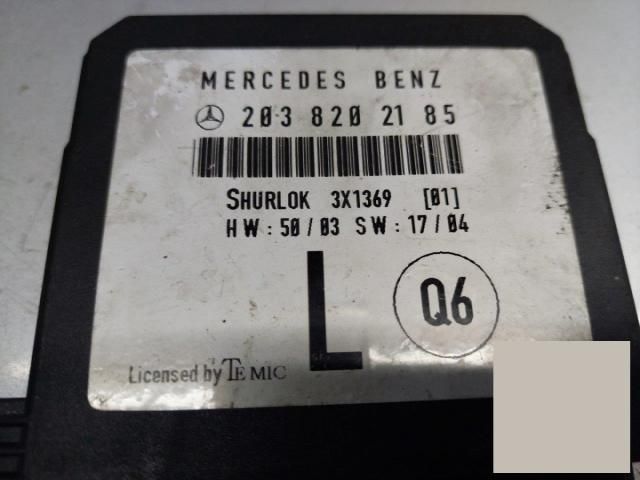 MERCEDES BENZ
203 820 21 85
SHURLOK 3X1369 [01]
HW: 50/03 SW: 17/04
L
Q6
Licensed by TEMIC